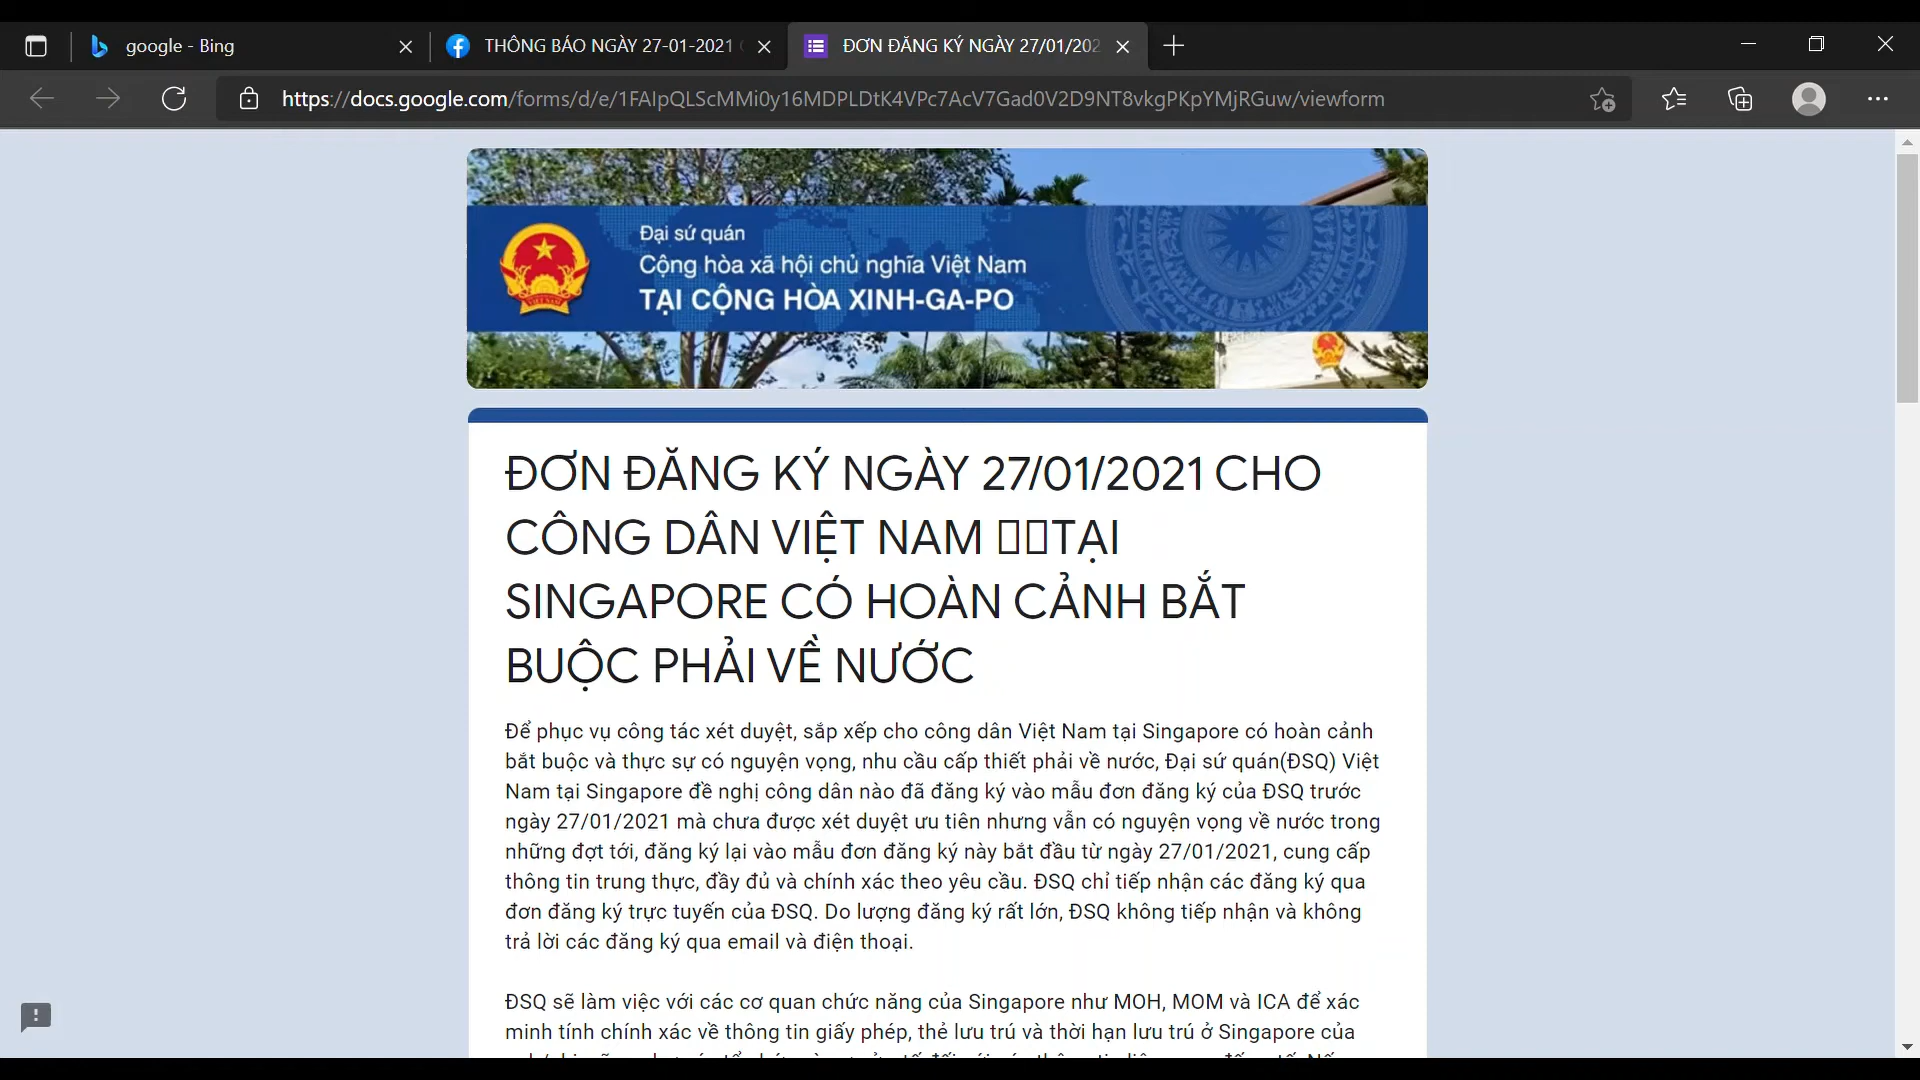 google - Bing
THÔNG BÁO NGÀY 27-01-2021
ĐƠN ĐĂNG KÝ NGÀY 27/01/202
https://docs.google.com/forms/d/e/1FAIpQLScMMi0y16MDPLDtK4VPc7AcV7Gad0V2D9NT8vkgPKpYMjRGuw/viewform
Đại sứ quán
Cộng hòa xã hội chủ nghĩa Việt Nam
TẠI CỘNG HÒA XINH-GA-PO
ĐƠN ĐĂNG KÝ NGÀY 27/01/2021 CHO
CÔNG DÂN VIỆT NAM TẠI
SINGAPORE CÓ HOÀN CẢNH BẮT
BUỘC PHẢI VỀ NƯỚC
Để phục vụ công tác xét duyệt, sắp xếp cho công dân Việt Nam tại Singapore có hoàn cảnh
bắt buộc và thực sự có nguyện vọng, nhu cầu cấp thiết phải về nước, Đại sứ quán(ĐSQ) Việt
Nam tại Singapore đề nghị công dân nào đã đăng ký vào mẫu đơn đăng ký của ĐSQ trước
ngày 27/01/2021 mà chưa được xét duyệt ưu tiên nhưng vẫn có nguyện vọng về nước trong
những đợt tới, đăng ký lại vào mẫu đơn đăng ký này bắt đầu từ ngày 27/01/2021, cung cấp
thông tin trung thực, đầy đủ và chính xác theo yêu cầu. ĐSQ chỉ tiếp nhận các đăng ký qua
đơn đăng ký trực tuyến của ĐSQ. Do lượng đăng ký rất lớn, ĐSQ không tiếp nhận và không
trả lời các đăng ký qua email và điện thoại.
ĐSQ sẽ làm việc với các cơ quan chức năng của Singapore như MOH, MOM và ICA để xác
minh tính chính xác về thông tin giấy phép, thẻ lưu trú và thời hạn lưu trú ở Singapore của